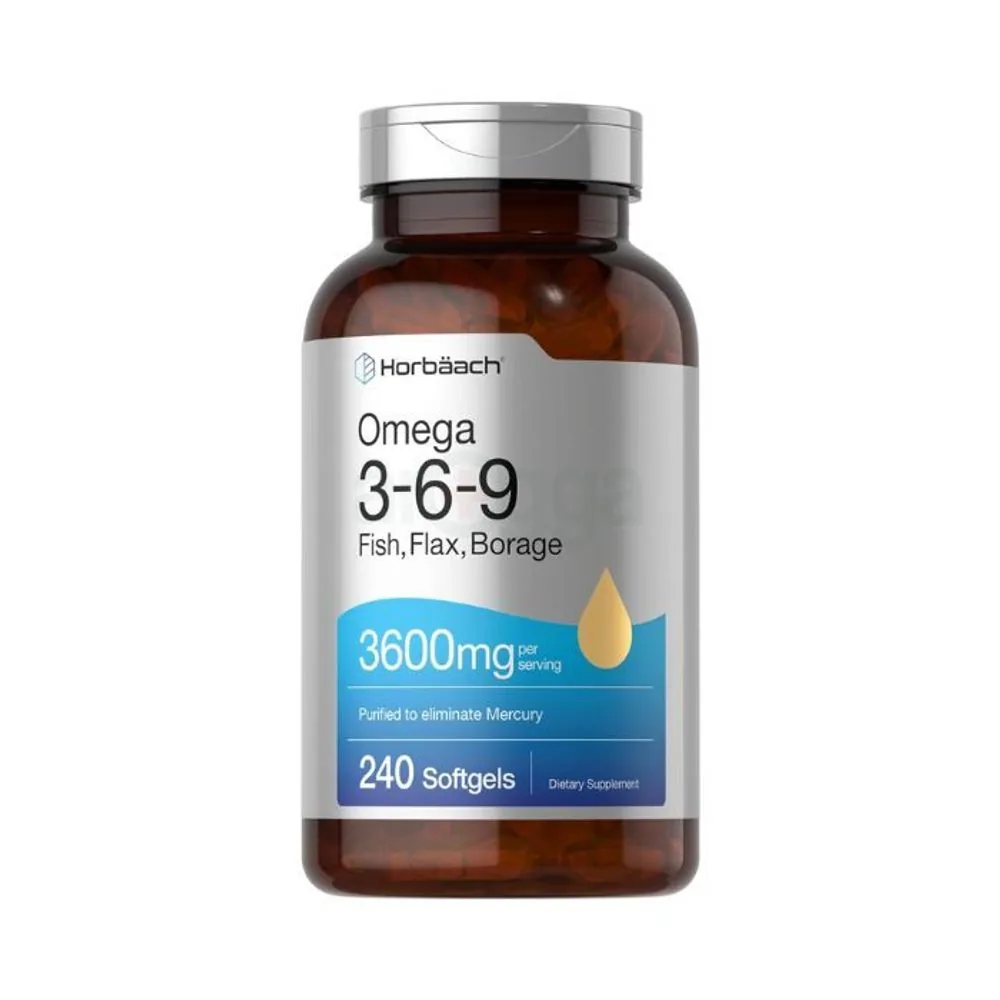 Horbäach®
Omega
3-6-9
Fish, Flax, Borage
3600mg per serving
Purified to eliminate Mercury
240 Softgels
Dietary Supplement